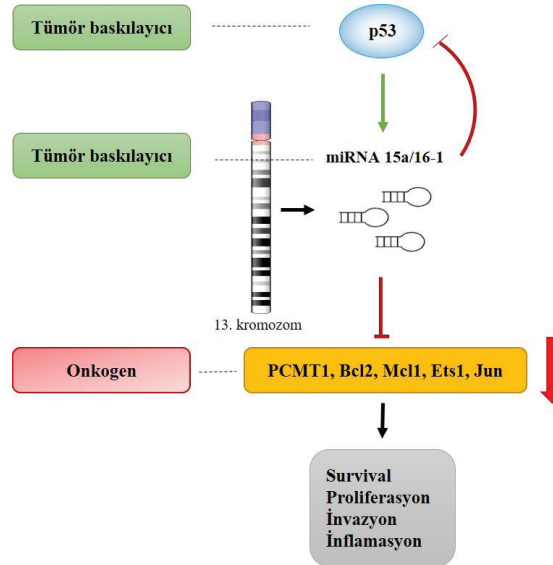 Tümör baskılayıcı
p53
Tümör baskılayıcı
miRNA 15a/16-1
13. kromozom
Onkogen
PCMT1, Bcl2, Mcl1, Ets1, Jun
Survival
Proliferasyon
İnvazyon
İnflamasyon